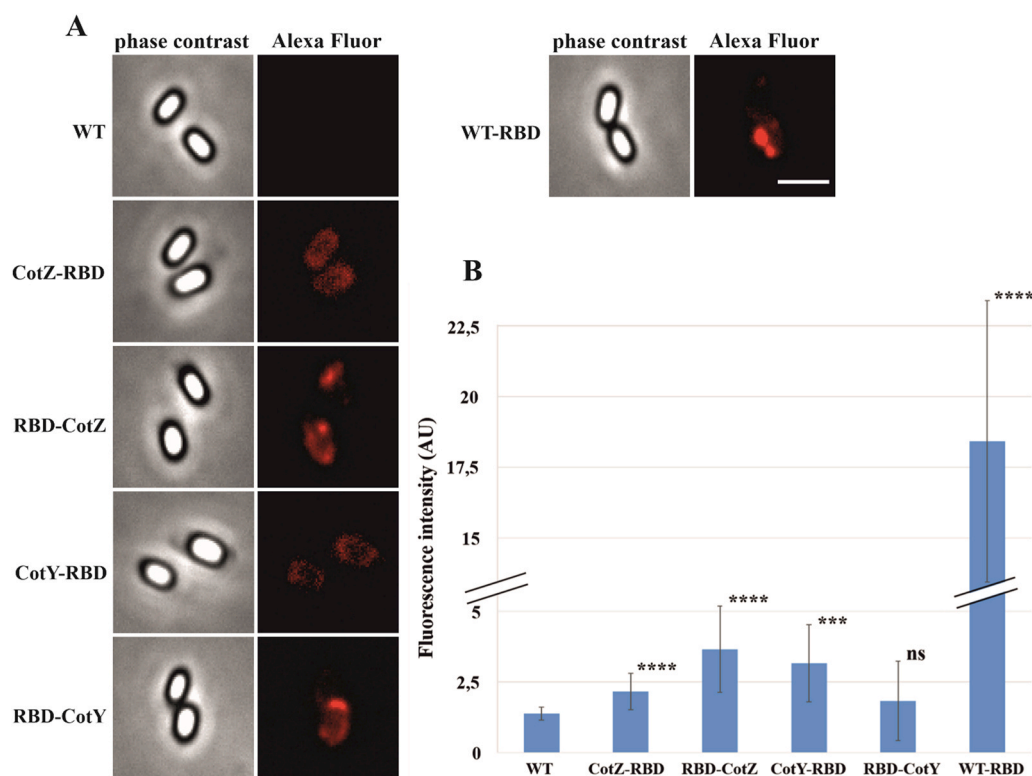 A
phase contrast Alexa Fluor
WT
CotZ-RBD
RBD-CotZ
CotY-RBD
RBD-CotY
phase contrast Alexa Fluor
WT-RBD
B
Fluorescence intensity (AU)
22,5
20
17,5
15
5
2,5
0
****
****
***
ns
****
WT CotZ-RBD RBD-CotZ CotY-RBD RBD-CotY WT-RBD